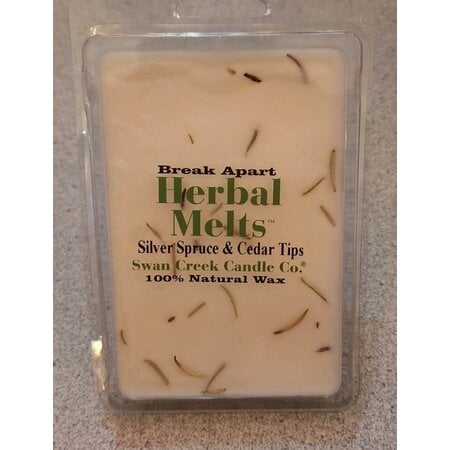 Break Apart
Herbal
Melts™
Silver Spruce & Cedar Tips
Swan Creek Candle Co.®
100% Natural Wax